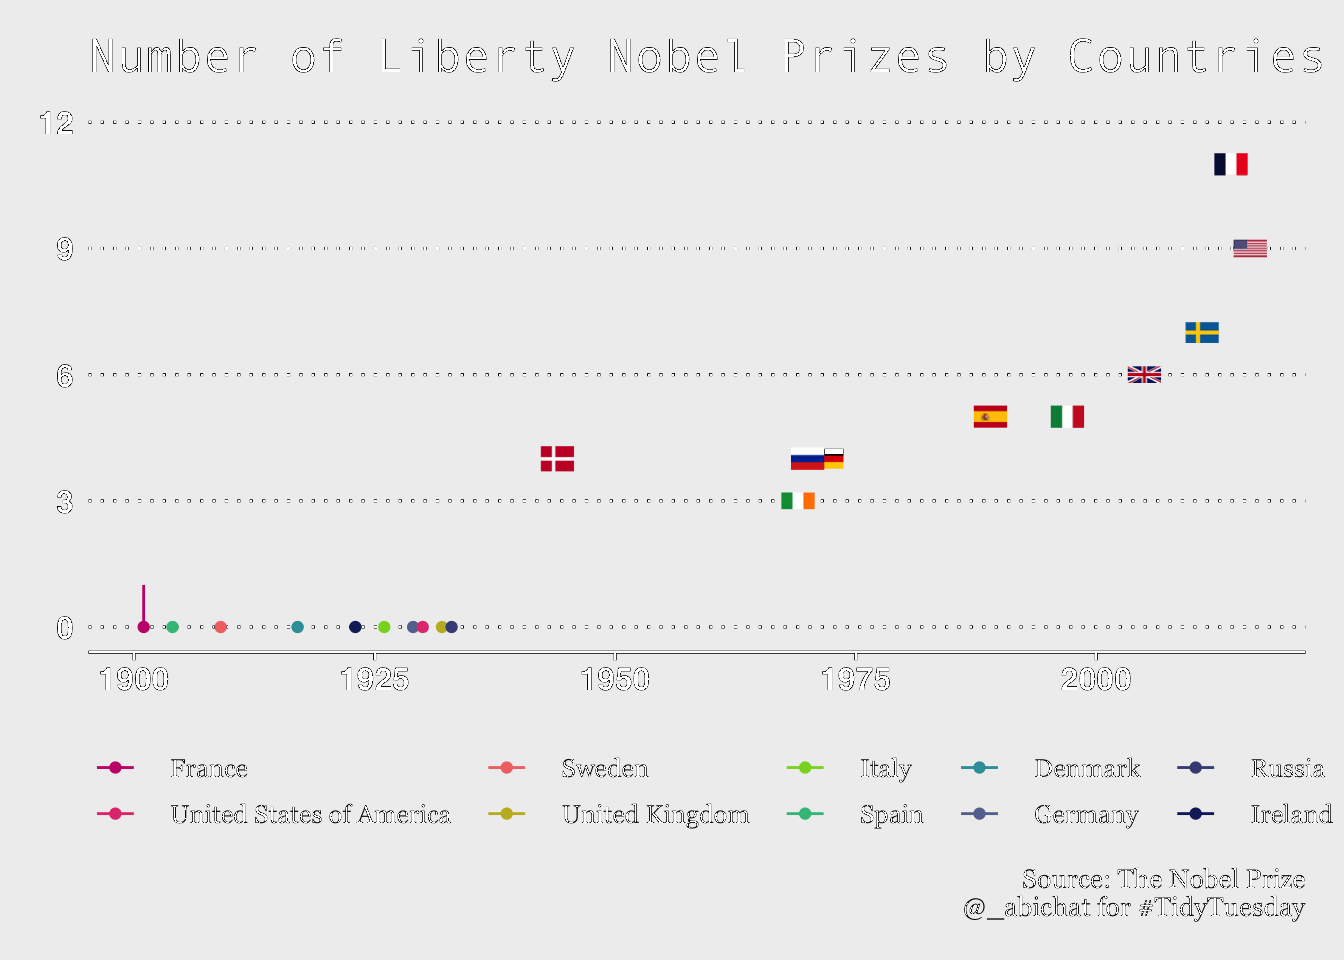 Number of Liberty Nobel Prizes by Countries
12
9
6
3
0
1900 1925 1950 1975 2000
France Sweden Italy Denmark Russia
United States of America United Kingdom Spain Germany Ireland
Source: The Nobel Prize
@_abichat for #TidyTuesday